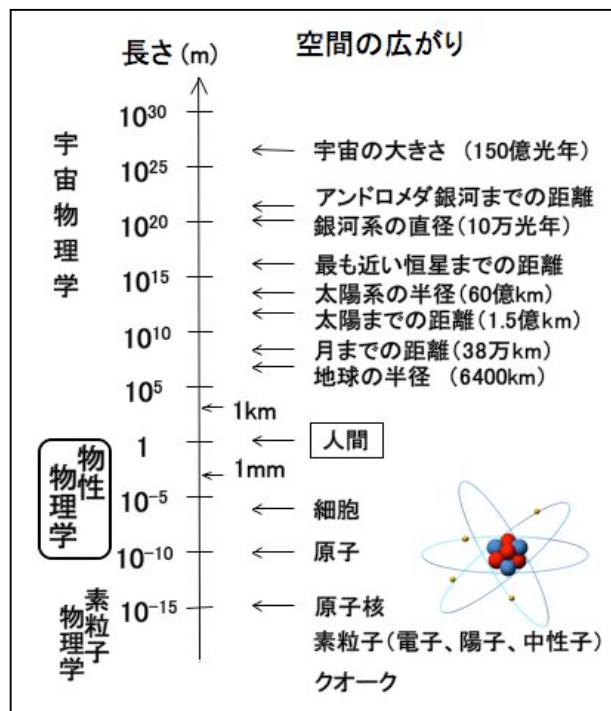 長さ(m) 空間の広がり
10³⁰
宇宙の大きさ (150億光年)
10²⁵
アンドロメダ銀河までの距離
10²⁰
銀河系の直径(10万光年)
最も近い恒星までの距離
10¹⁵
太陽系の半径(60億km)
太陽までの距離(1.5億km)
10¹⁰
月までの距離(38万km)
地球の半径 (6400km)
10⁵
1km
1
人間
1mm
10⁻⁵
細胞
10⁻¹⁰
原子
10⁻¹⁵
原子核
素粒子(電子、陽子、中性子)
クオーク
宇宙物理学
物性
物理学
素粒子
物理学